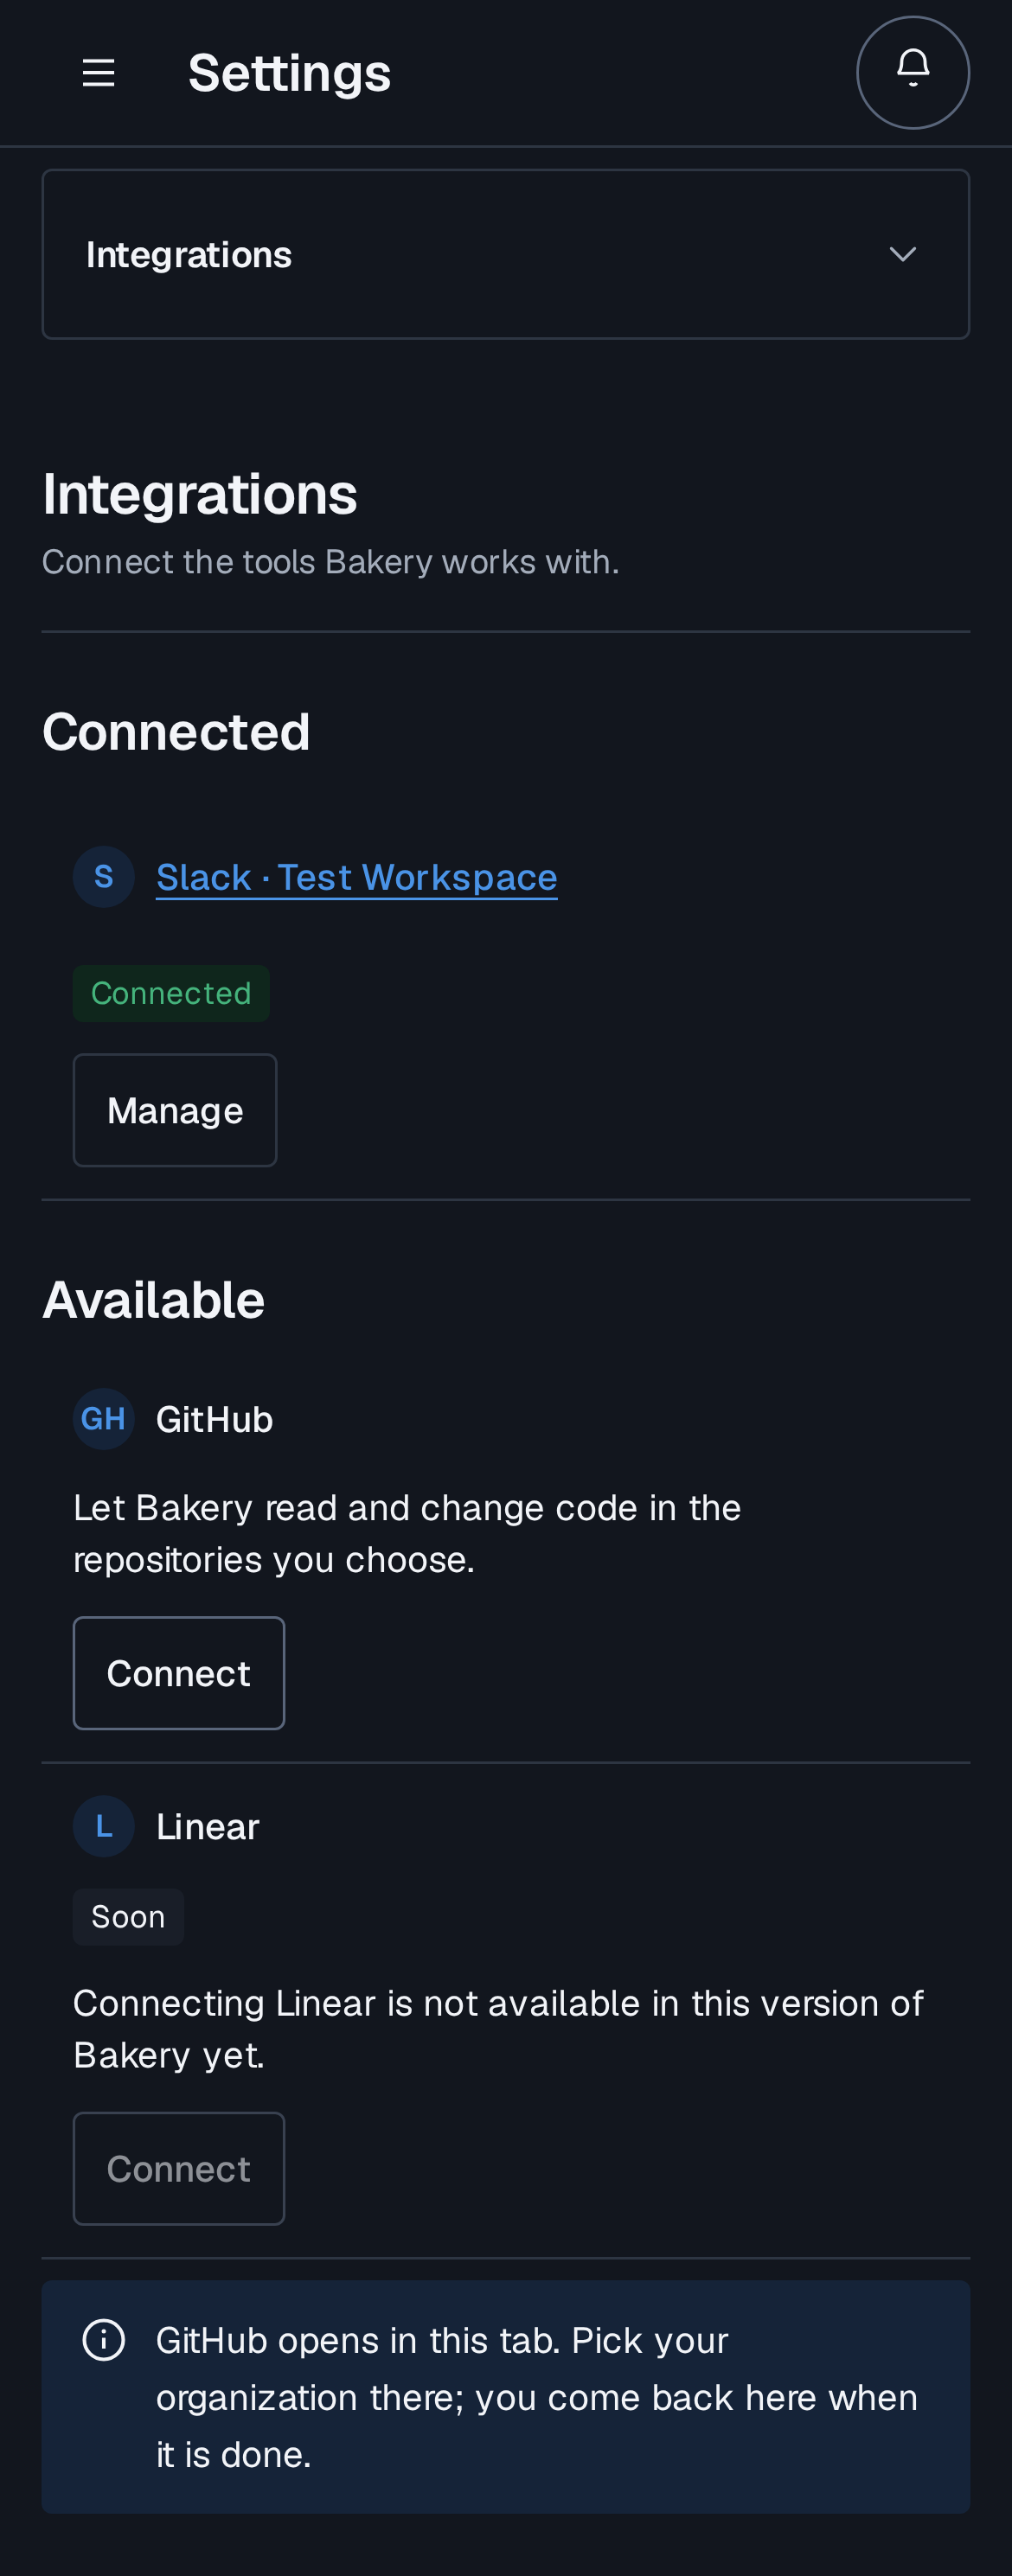 Settings
Integrations
Integrations
Connect the tools Bakery works with.
Connected
S
Slack · Test Workspace
Connected
Manage
Available
GH
GitHub
Let Bakery read and change code in the
repositories you choose.
Connect
L
Linear
Soon
Connecting Linear is not available in this version of
Bakery yet.
Connect
GitHub opens in this tab. Pick your
organization there; you come back here when
it is done.